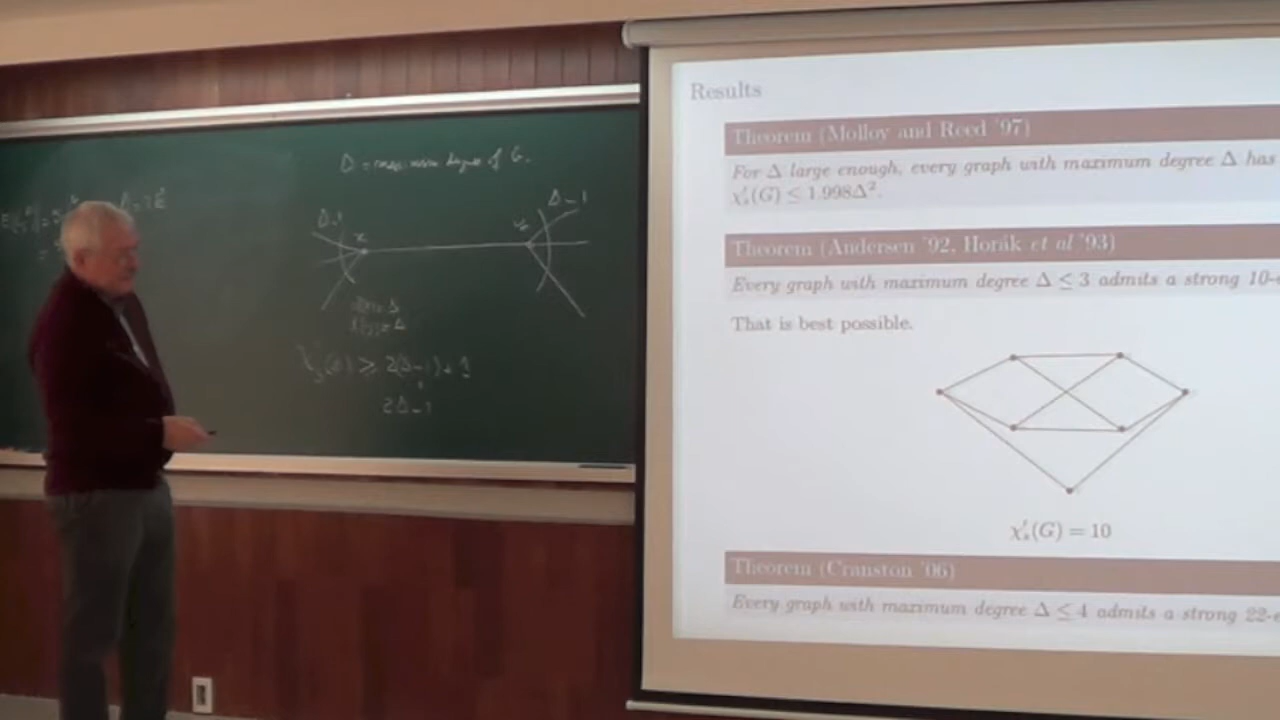 Δ = maximum degree of G.
Δ-1
x
y
Δ-1
2Δ-1
Results
Theorem (Molloy and Reed '97)
For Δ large enough, every graph with maximum degree Δ has
χ′ₛ(G) ≤ 1.998Δ².
Theorem (Andersen '92, Horák et al '93)
Every graph with maximum degree Δ ≤ 3 admits a strong 10-
That is best possible.
χ′ₛ(G) = 10
Theorem (Cranston '06)
Every graph with maximum degree Δ ≤ 4 admits a strong 22-